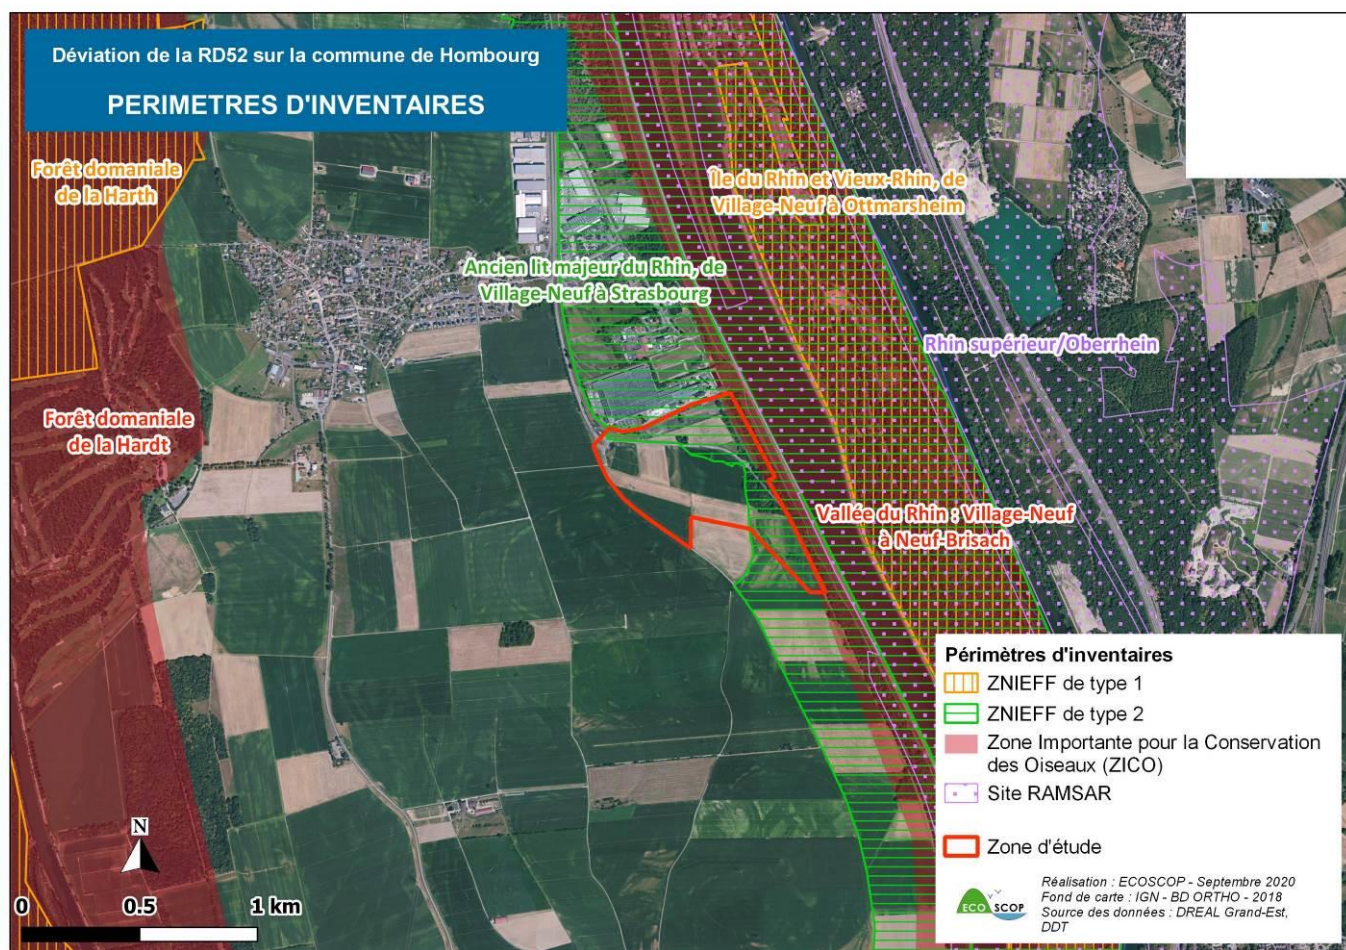 Déviation de la RD52 sur la commune de Hombourg
PERIMETRES D'INVENTAIRES
Forêt domaniale
de la Harth
Île du Rhin et Vieux-Rhin, de
Village-Neuf à Ottmarsheim
Ancien lit majeur du Rhin, de
Village-Neuf à Strasbourg
Rhin supérieur/Oberrhein
Forêt domaniale
de la Hardt
Vallée du Rhin : Village-Neuf
à Neuf-Brisach
Périmètres d'inventaires
ZNIEFF de type 1
ZNIEFF de type 2
Zone Importante pour la Conservation
des Oiseaux (ZICO)
Site RAMSAR
Zone d'étude
ECO SCOP
Réalisation : ECOSCOP - Septembre 2020
Fond de carte : IGN - BD ORTHO - 2018
Source des données : DREAL Grand-Est,
DDT
N
0 0.5 1 km